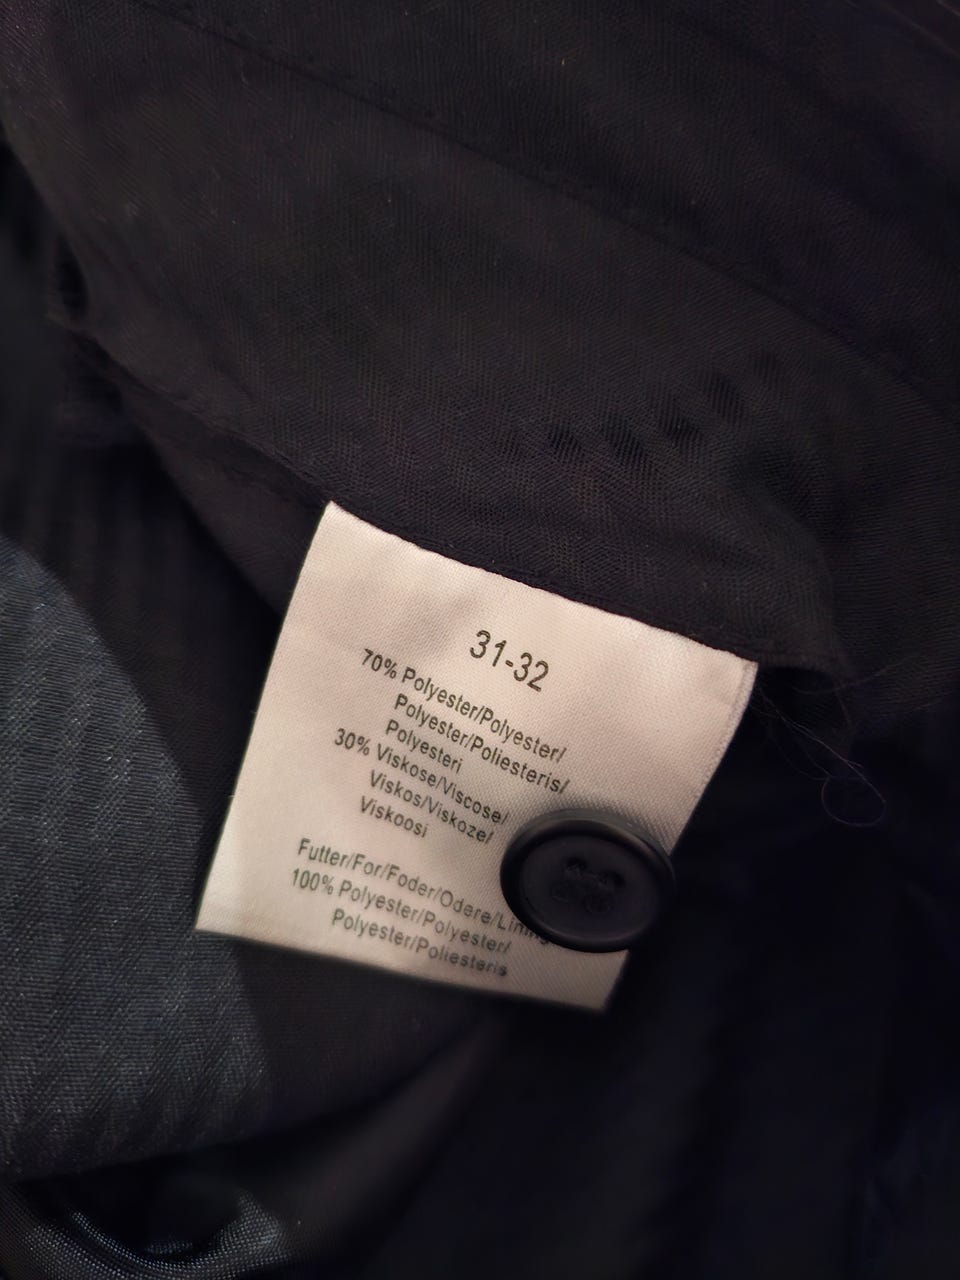 31-32
70% Polyester/Polyester/
Polyester/Poliesteris/
Polyesteri
30% Viskose/Viscose/
Viskos/Viskoze/
Viskoosi
Futter/For/Foder/Odere/Lining
100% Polyester/Polyester/
Polyester/Poliesteris